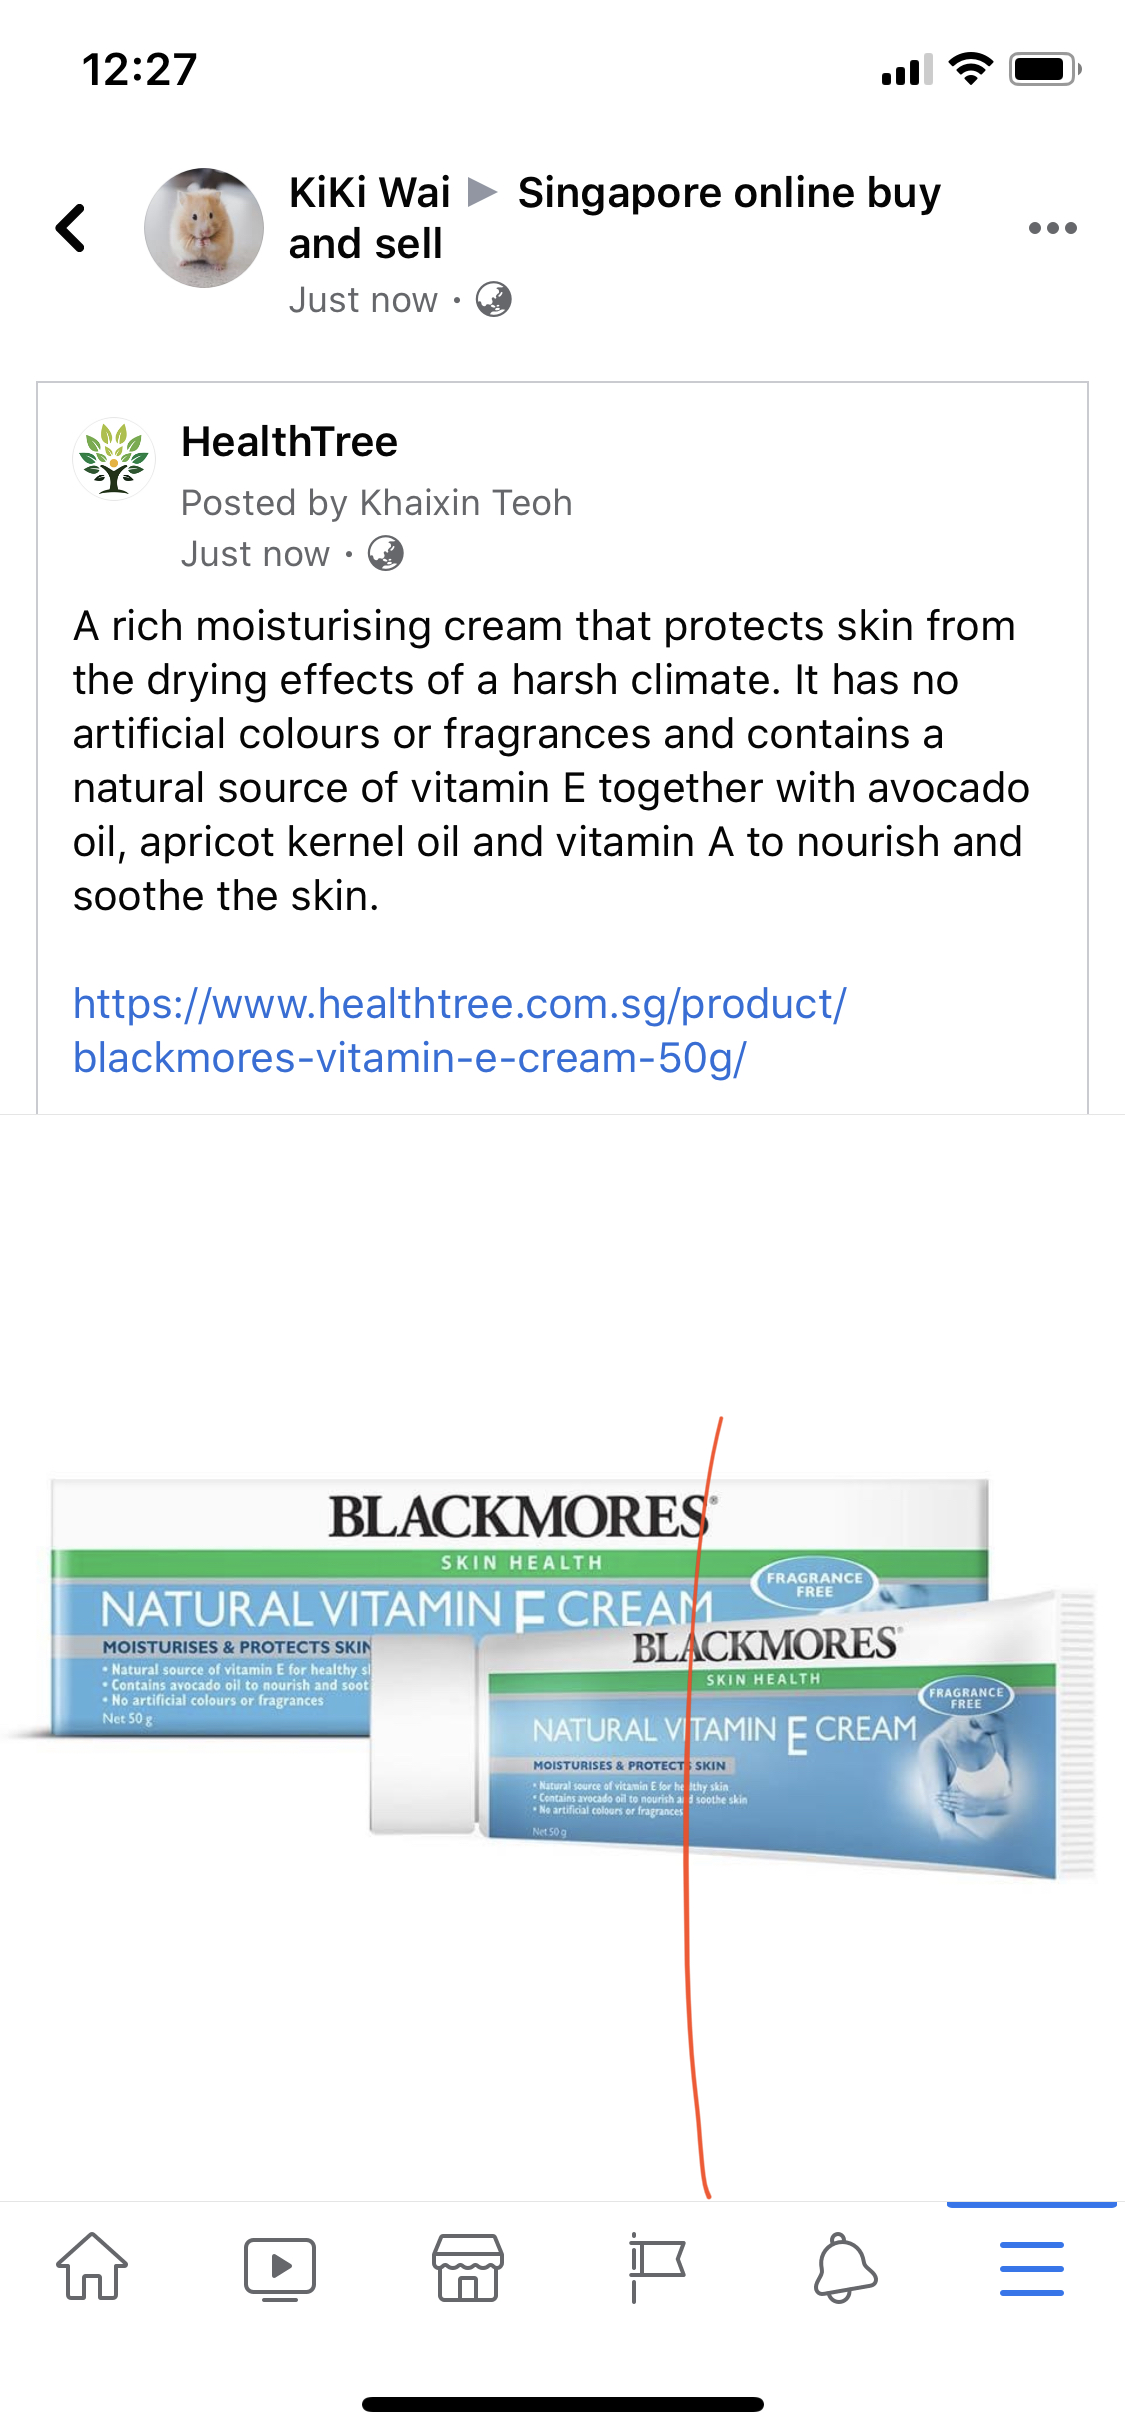 12:27
KiKi Wai ▶ Singapore online buy
and sell
Just now ·
HealthTree
Posted by Khaixin Teoh
Just now ·
A rich moisturising cream that protects skin from
the drying effects of a harsh climate. It has no
artificial colours or fragrances and contains a
natural source of vitamin E together with avocado
oil, apricot kernel oil and vitamin A to nourish and
soothe the skin.
https://www.healthtree.com.sg/product/
blackmores-vitamin-e-cream-50g/
BLACKMORES®
SKIN HEALTH
NATURAL VITAMIN E CREAM
FRAGRANCE
FREE
MOISTURISES & PROTECTS SKIN
• Natural source of vitamin E for healthy s
• Contains avocado oil to nourish and soot
• No artificial colours or fragrances
Net 50 g
BLACKMORES®
SKIN HEALTH
FRAGRANCE
FREE
NATURAL VITAMIN E CREAM
MOISTURISES & PROTECTS SKIN
• Natural source of vitamin E for healthy skin
• Contains avocado oil to nourish and soothe skin
• No artificial colours or fragrances
Net 50 g